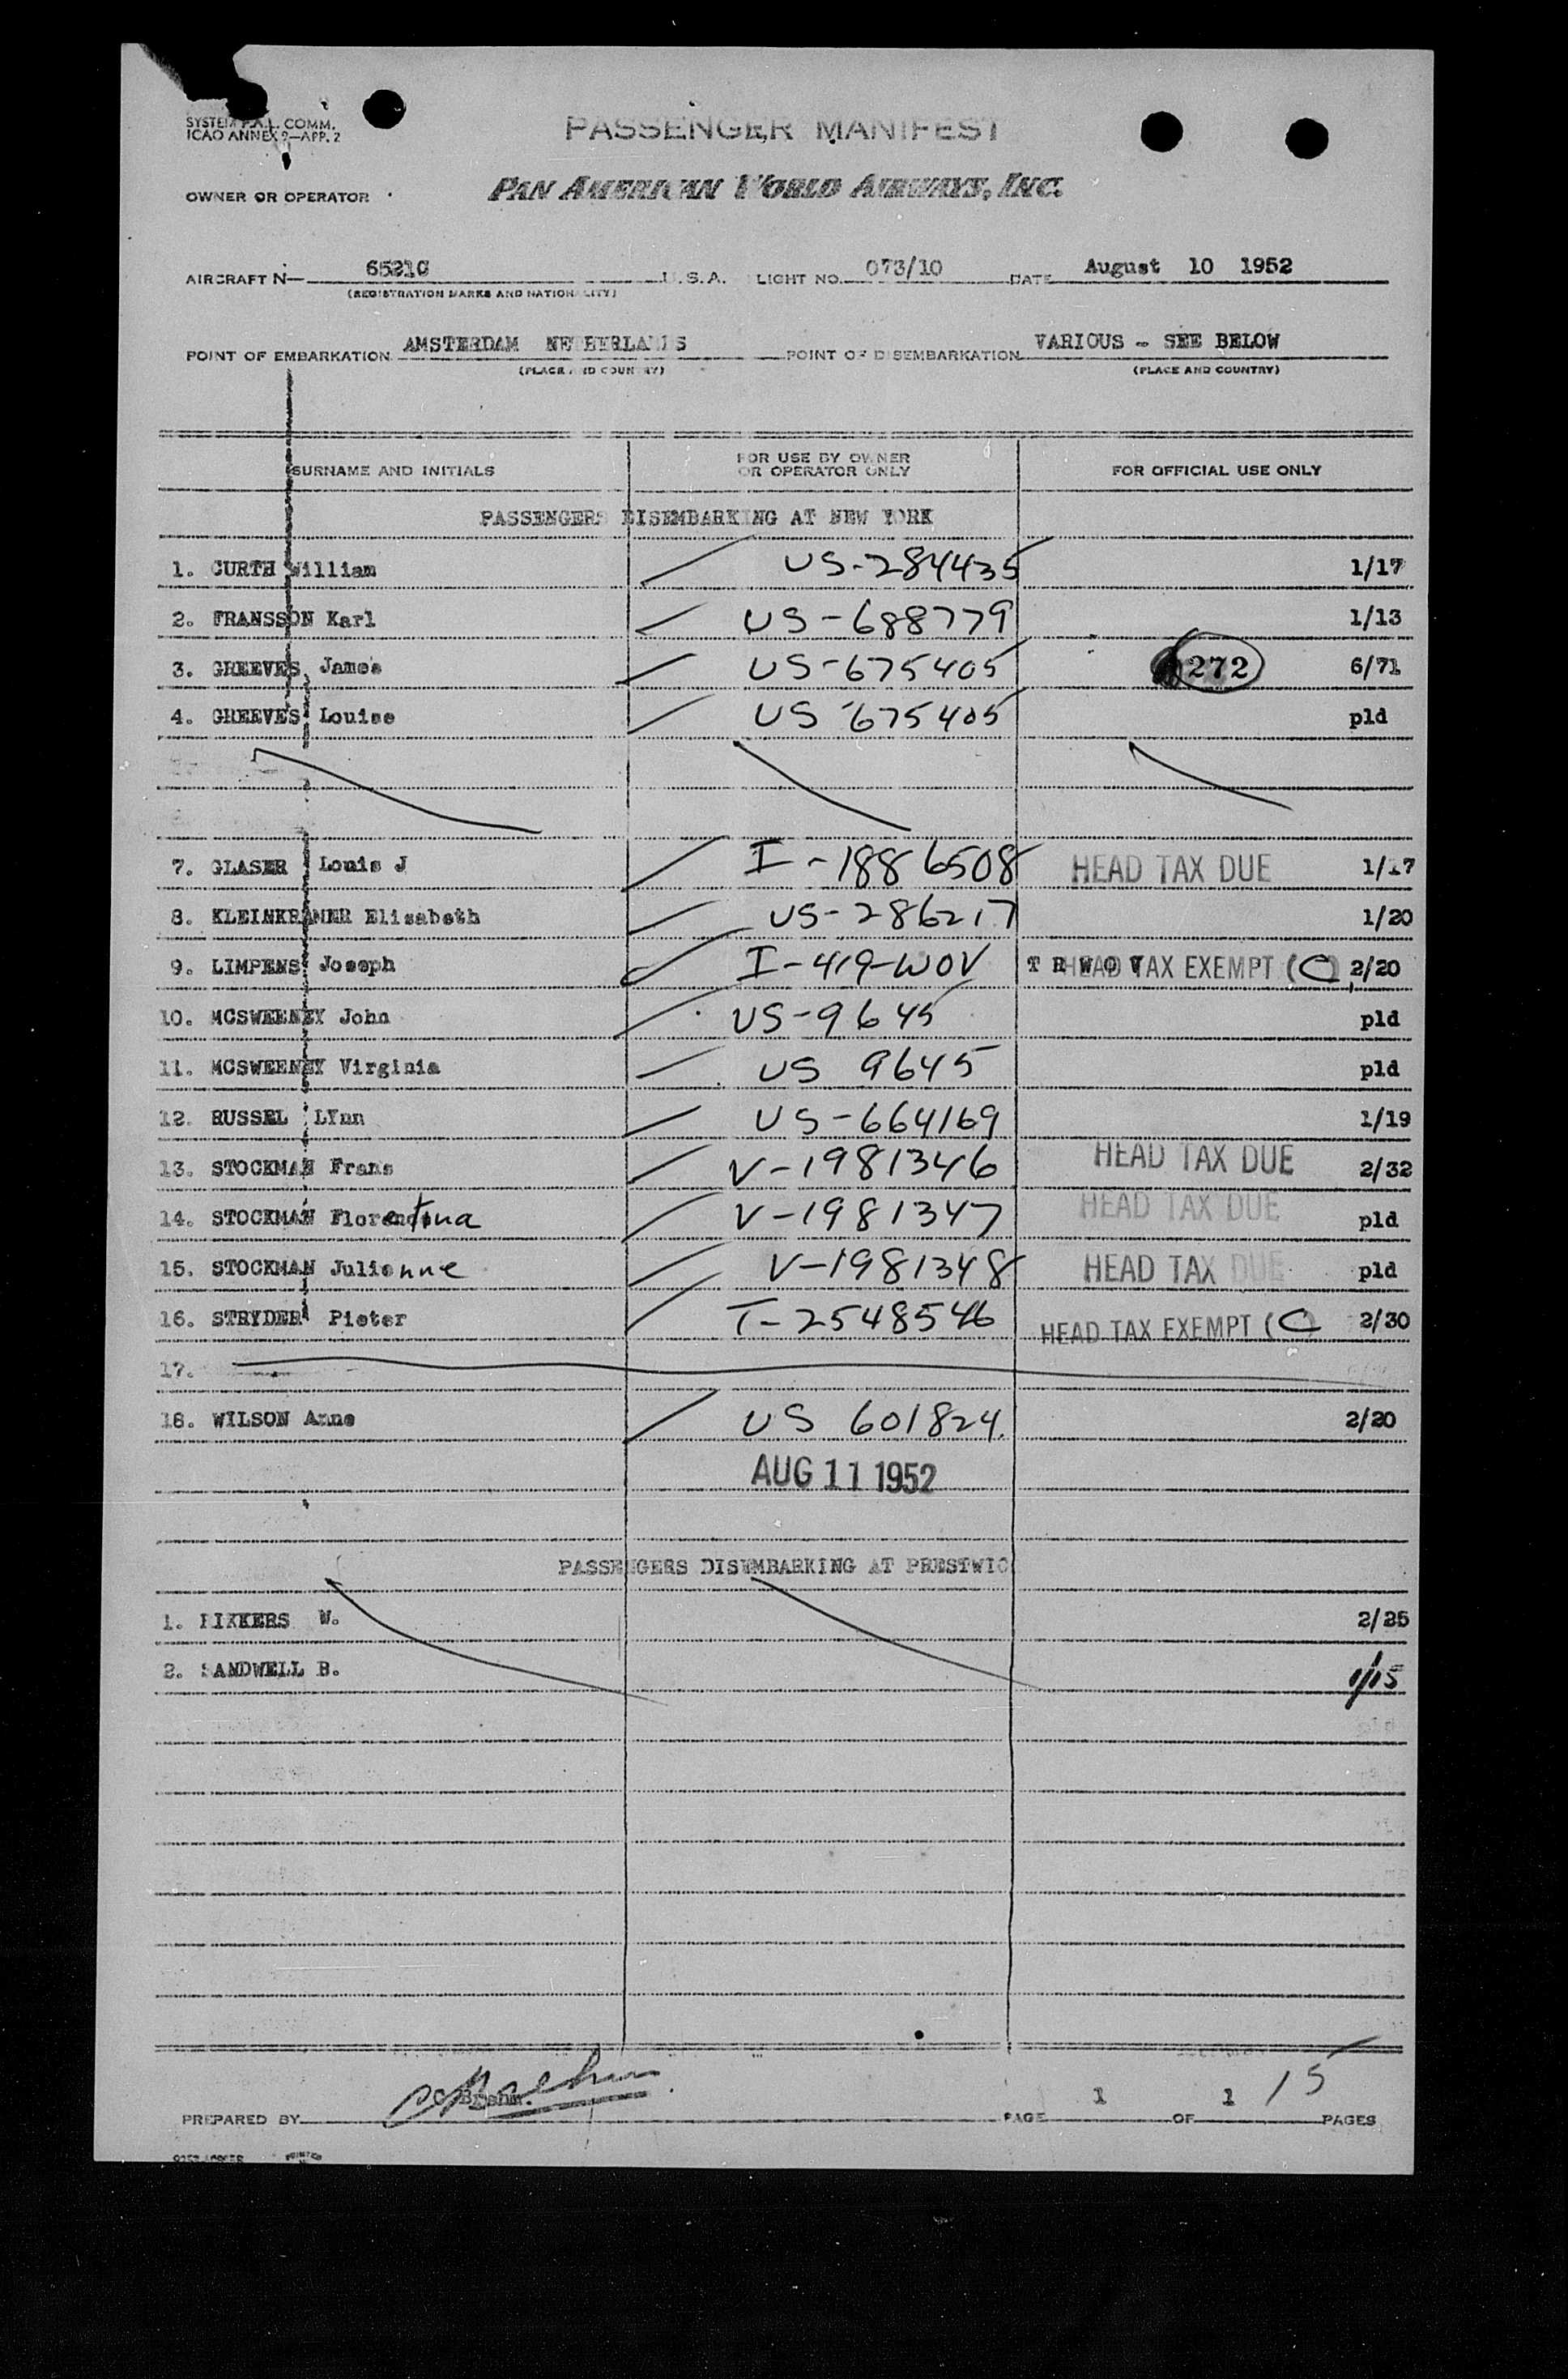 SYSTEM P.A.L. COMM.
ICAO ANNEX 9—APP. 2
PASSENGER MANIFEST
OWNER OR OPERATOR
PAN AMERICAN WORLD AIRWAYS, INC.
AIRCRAFT N— 6521C U.S.A. FLIGHT NO. 073/10 DATE August 10 1952
(REGISTRATION MARKS AND NATIONALITY)
POINT OF EMBARKATION AMSTERDAM NETHERLANDS POINT OF DISEMBARKATION VARIOUS - SEE BELOW
(PLACE AND COUNTRY) (PLACE AND COUNTRY)
SURNAME AND INITIALS FOR USE BY OWNER OR OPERATOR ONLY FOR OFFICIAL USE ONLY
PASSENGERS DISEMBARKING AT NEW YORK
1. CURTH William US-284435 1/17
2. FRANSSON Karl US-688779 1/13
3. GREEVES James US-675405 272 6/71
4. GREEVES Louise US-675405 pld
7. GLASER Louis J I-1886508 HEAD TAX DUE 1/17
8. KLEINKRAMER Elisabeth US-286217 1/20
9. LIMPENS Joseph I-419-WOV T R W O V HEAD TAX EXEMPT (C) 2/20
10. MCSWEENEY John US-9645 pld
11. MCSWEENEY Virginia US 9645 pld
12. RUSSEL LYnn US-664169 1/19
13. STOCKMAN Frans V-1981346 HEAD TAX DUE 2/32
14. STOCKMAN Florentina V-1981347 HEAD TAX DUE pld
15. STOCKMAN Julienne V-1981348 HEAD TAX DUE pld
16. STRYDER Pieter T-2548546 HEAD TAX EXEMPT (C) 2/30
17.
18. WILSON Anne US 601824. 2/20
AUG 11 1952
PASSENGERS DISEMBARKING AT PRESTWIC
1. RIKKERS W. 2/25
2. SANDWELL B. 1/15
PREPARED BY PAGE 1 OF 1 15 PAGES